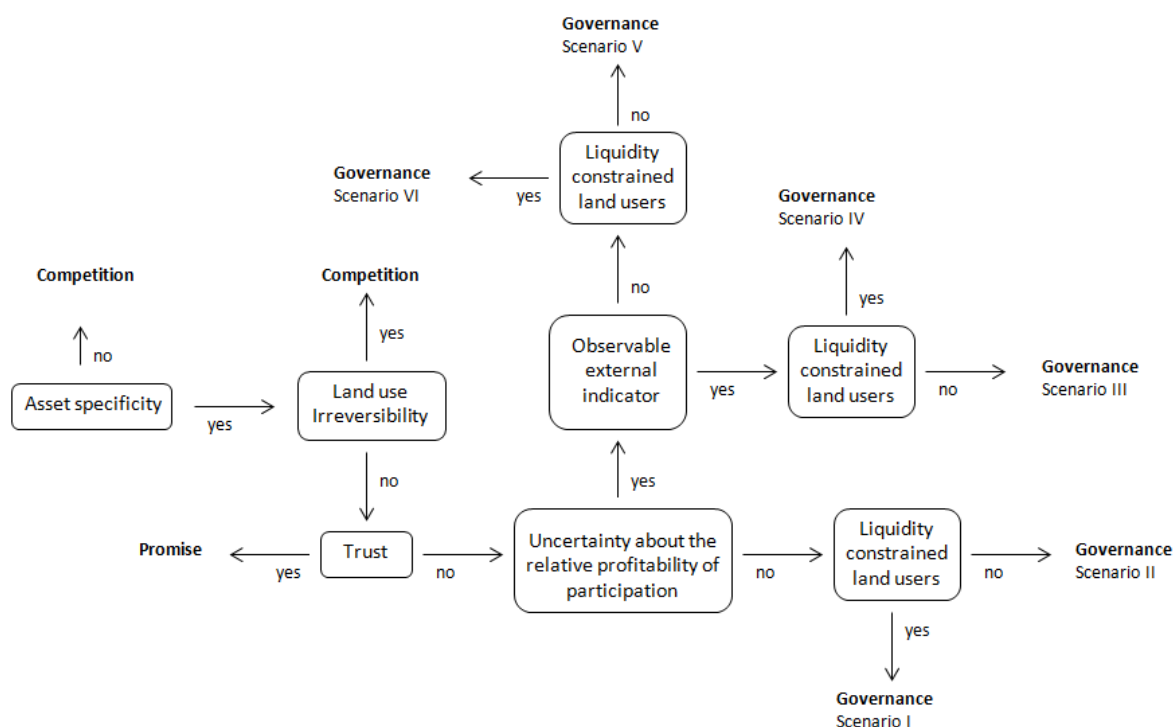 Governance
Scenario V
no
Liquidity
constrained
land users
Governance
Scenario VI
yes
Governance
Scenario IV
Competition
Competition
no
yes
yes
no
Observable
external
indicator
Liquidity
constrained
land users
Governance
Scenario III
Asset specificity
Land use
Irreversibility
yes
yes
no
no
yes
Promise
Trust
Uncertainty about the
relative profitability of
participation
Liquidity
constrained
land users
Governance
Scenario II
yes
no
no
no
yes
Governance
Scenario I